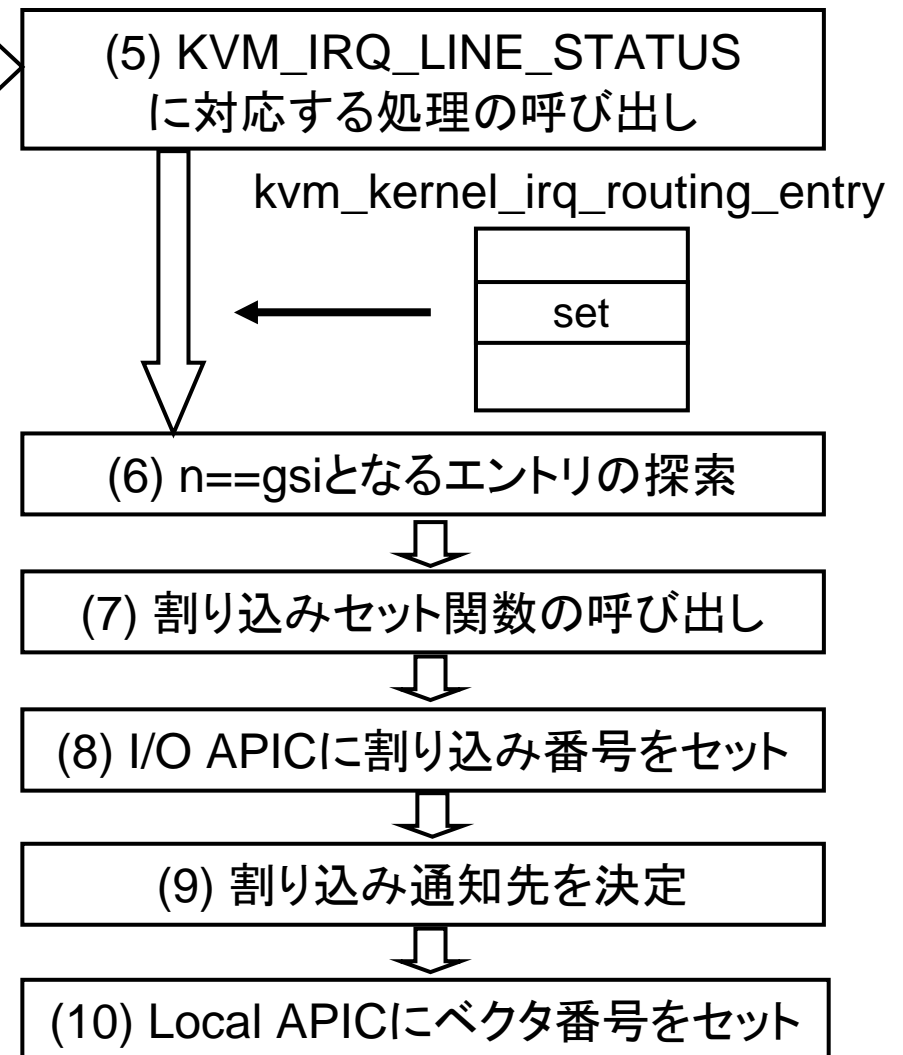 (5) KVM_IRQ_LINE_STATUS
に対応する処理の呼び出し
kvm_kernel_irq_routing_entry
set
(6) n==gsiとなるエントリの探索
(7) 割り込みセット関数の呼び出し
(8) I/O APICに割り込み番号をセット
(9) 割り込み通知先を決定
(10) Local APICにベクタ番号をセット